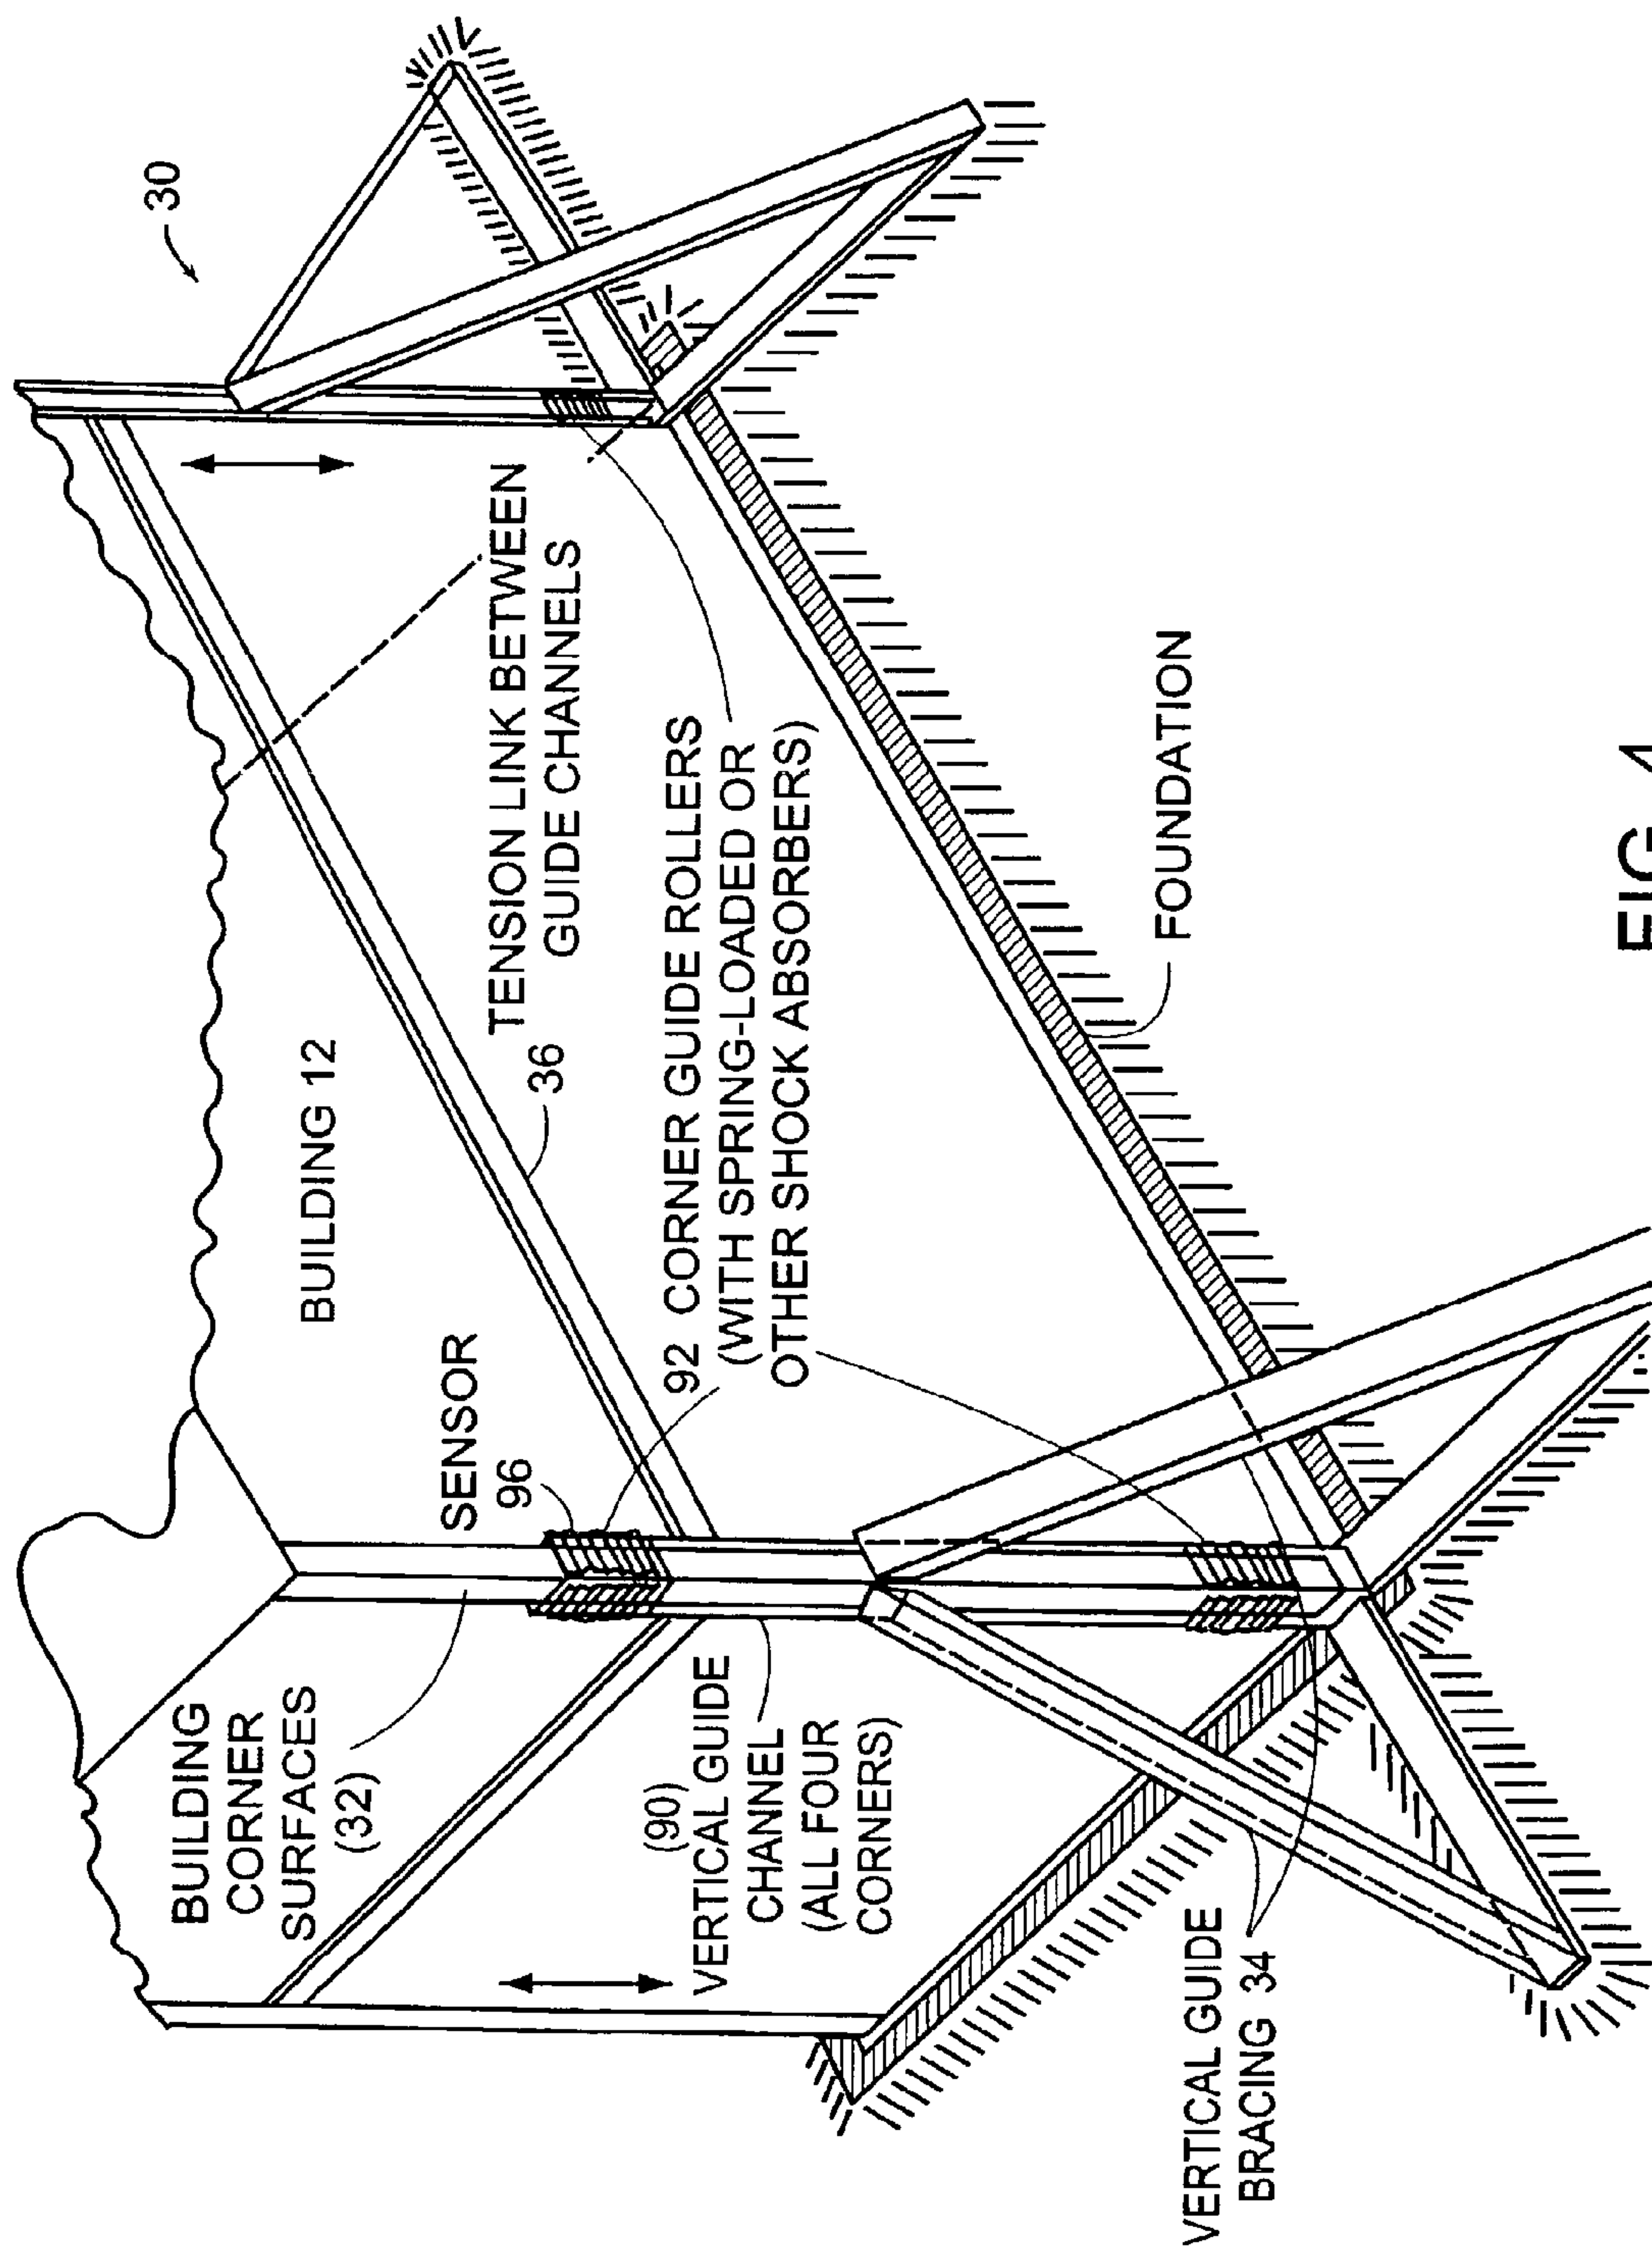 30
BUILDING 12
BUILDING
CORNER
SURFACES
(32)
SENSOR
96
36
TENSION LINK BETWEEN
GUIDE CHANNELS
92 CORNER GUIDE ROLLERS
(WITH SPRING-LOADED OR
OTHER SHOCK ABSORBERS)
(90)
VERTICAL GUIDE
CHANNEL
(ALL FOUR
CORNERS)
FOUNDATION
VERTICAL GUIDE
BRACING 34